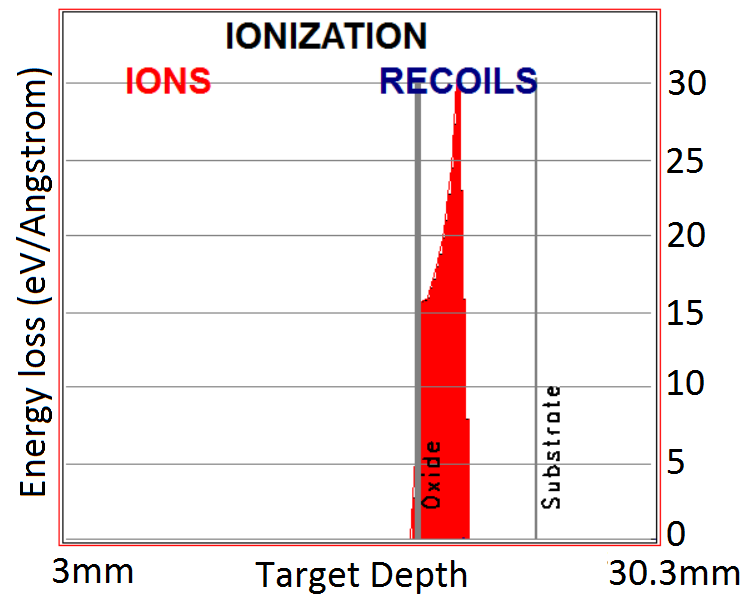 IONIZATION
IONS RECOILS
Energy loss (eV/Angstrom)
30
25
20
15
10
5
0
Oxide
Substrate
3mm Target Depth 30.3mm